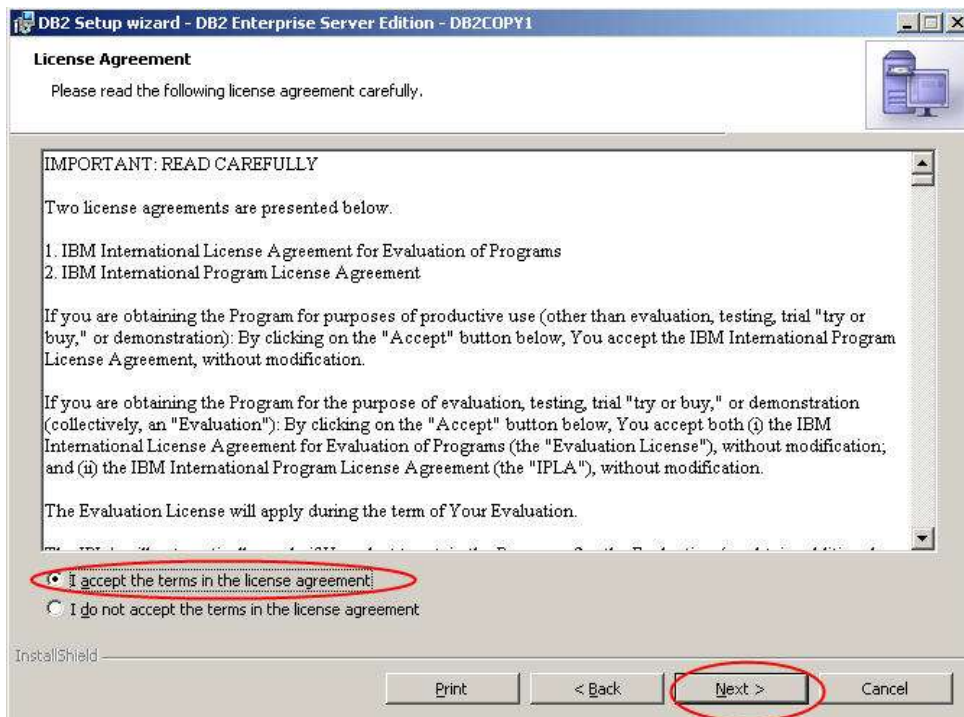 DB2 Setup wizard - DB2 Enterprise Server Edition - DB2COPY1
License Agreement
Please read the following license agreement carefully.
IMPORTANT: READ CAREFULLY
Two license agreements are presented below.
1. IBM International License Agreement for Evaluation of Programs
2. IBM International Program License Agreement
If you are obtaining the Program for purposes of productive use (other than evaluation, testing, trial "try or
buy," or demonstration): By clicking on the "Accept" button below, You accept the IBM International Program
License Agreement, without modification.
If you are obtaining the Program for the purpose of evaluation, testing, trial "try or buy," or demonstration
(collectively, an "Evaluation"): By clicking on the "Accept" button below, You accept both (i) the IBM
International License Agreement for Evaluation of Programs (the "Evaluation License"), without modification;
and (ii) the IBM International Program License Agreement (the "IPLA"), without modification.
The Evaluation License will apply during the term of Your Evaluation.
I accept the terms in the license agreement
I do not accept the terms in the license agreement
InstallShield
Print
< Back
Next >
Cancel